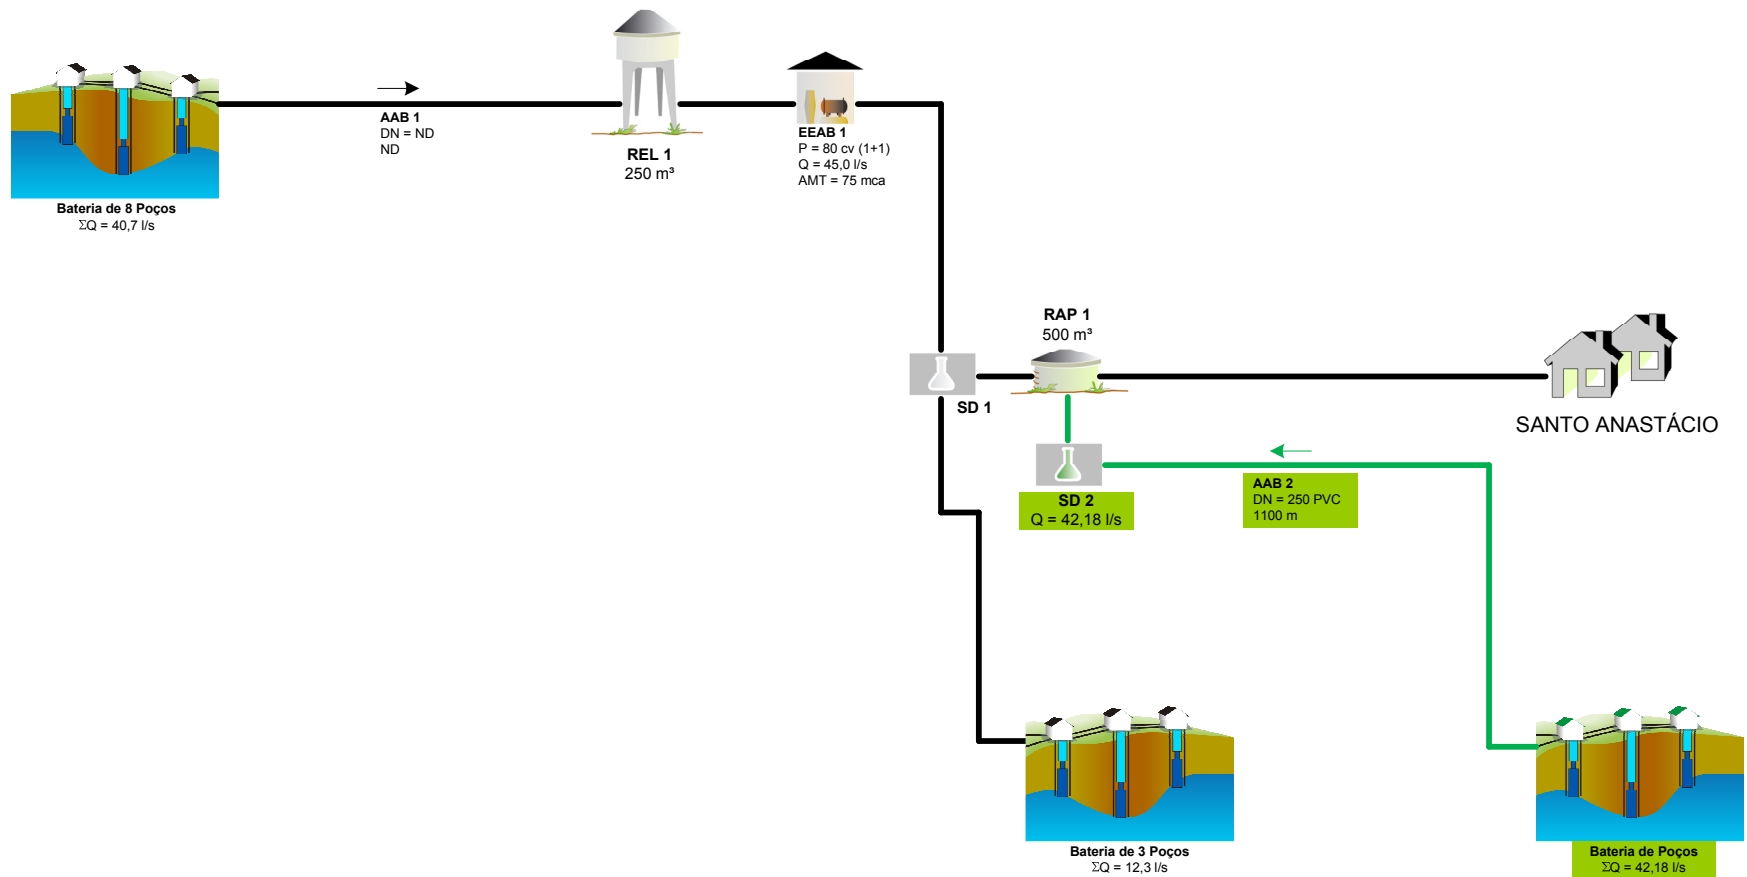 Bateria de 8 Poços
ΣQ = 40,7 l/s
AAB 1
DN = ND
ND
REL 1
250 m³
EEAB 1
P = 80 cv (1+1)
Q = 45,0 l/s
AMT = 75 mca
RAP 1
500 m³
SD 1
SANTO ANASTÁCIO
SD 2
Q = 42,18 l/s
AAB 2
DN = 250 PVC
1100 m
Bateria de 3 Poços
ΣQ = 12,3 l/s
Bateria de Poços
ΣQ = 42,18 l/s